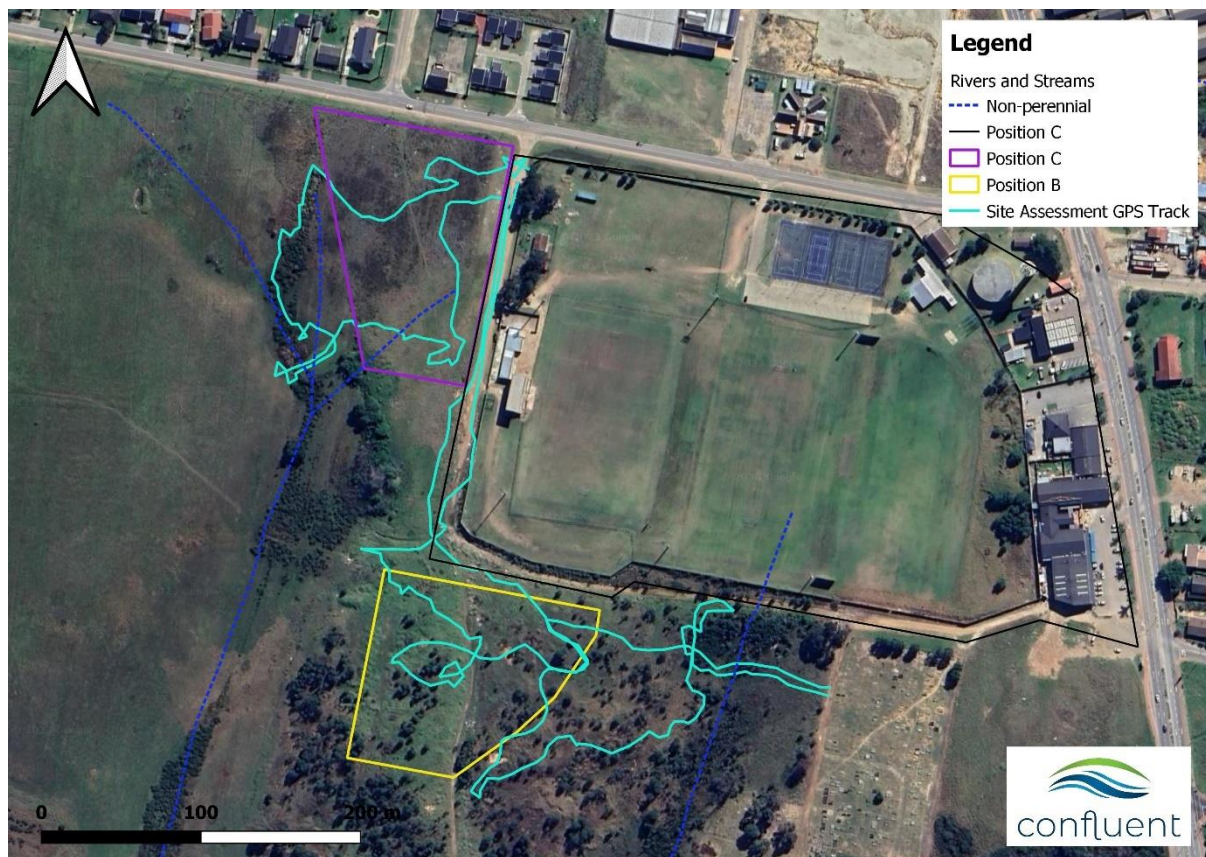 Legend
Rivers and Streams
Non-perennial
Position C
Position C
Position B
Site Assessment GPS Track
0 100 200 m
confluent